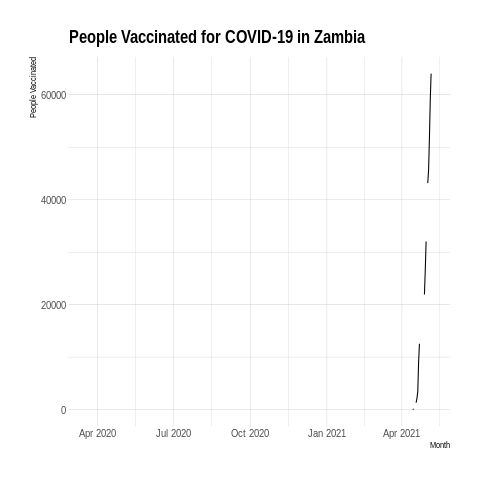 People Vaccinated for COVID-19 in Zambia
People Vaccinated
60000
40000
20000
0
Apr 2020 Jul 2020 Oct 2020 Jan 2021 Apr 2021
Month